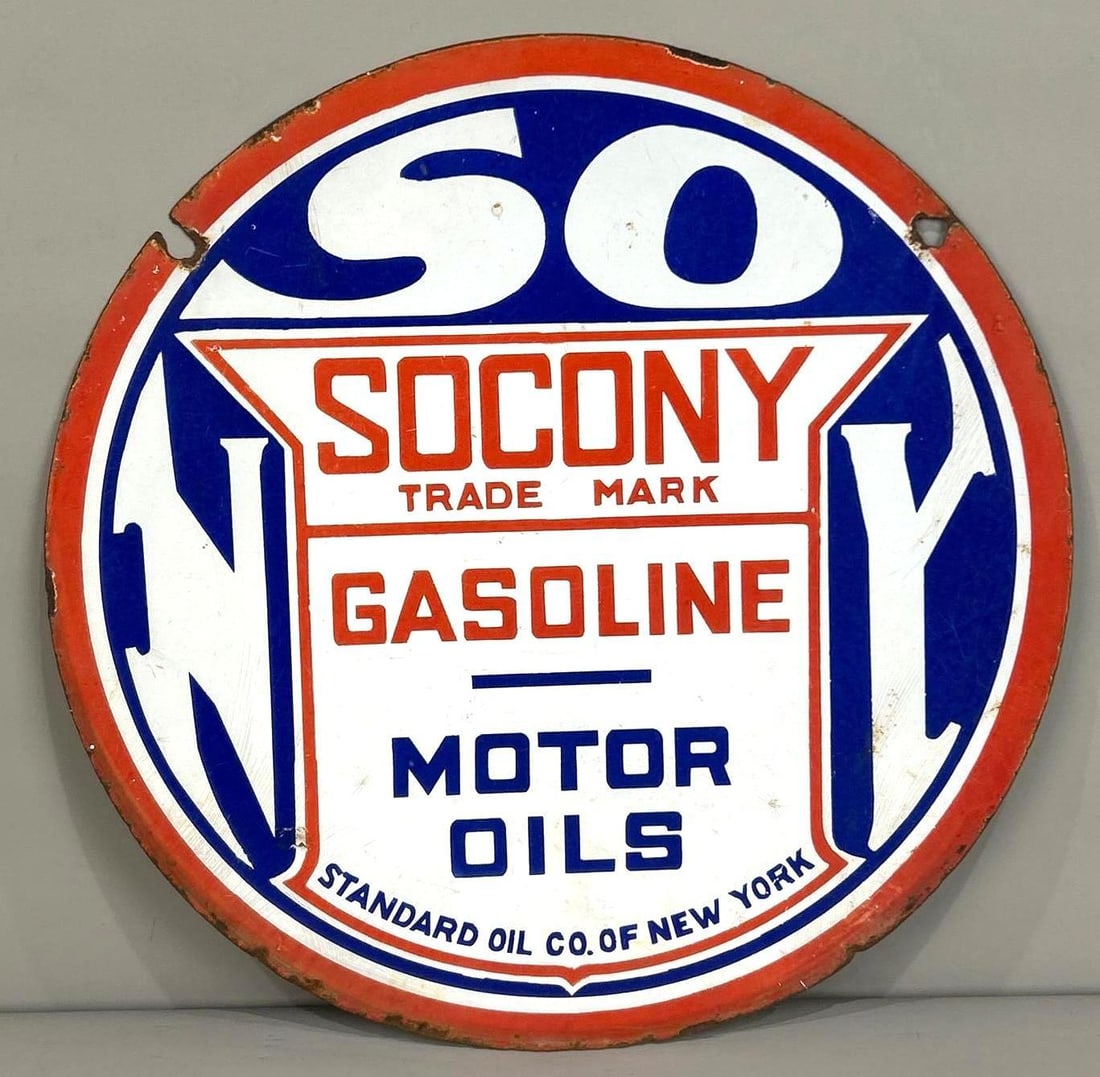 SO
N Y
SOCONY
TRADE MARK
GASOLINE
MOTOR
OILS
STANDARD OIL CO. OF NEW YORK